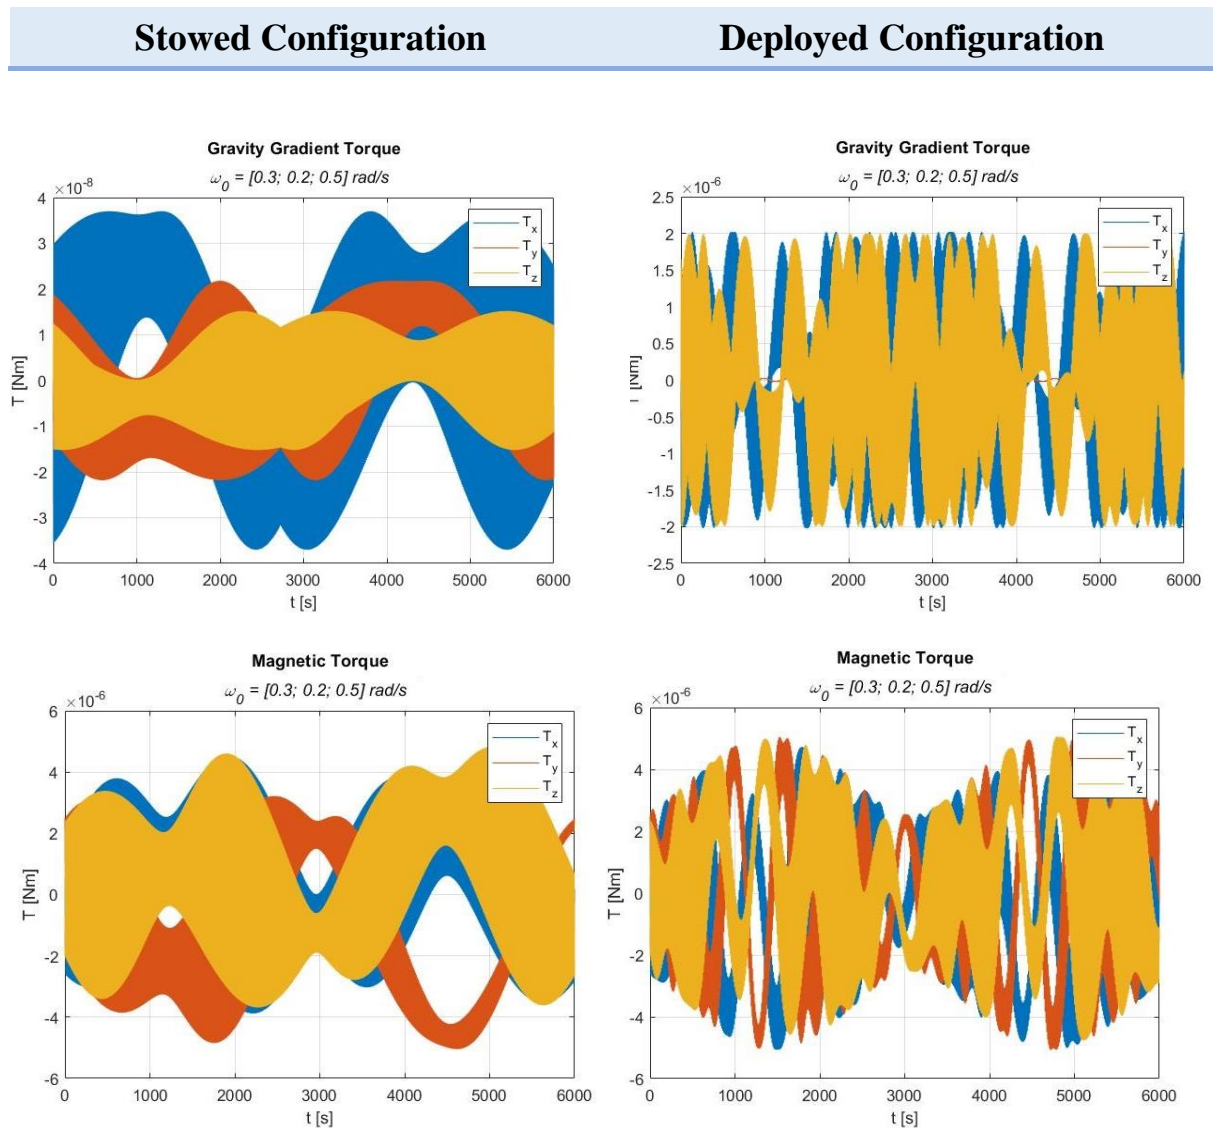 Stowed Configuration
Deployed Configuration
Gravity Gradient Torque
ω0 = [0.3; 0.2; 0.5] rad/s
×10-8
4
3
2
1
0
-1
-2
-3
-4
T [Nm]
0 1000 2000 3000 4000 5000 6000
t [s]
Tx
Ty
Tz
Gravity Gradient Torque
ω0 = [0.3; 0.2; 0.5] rad/s
×10-6
2.5
2
1.5
1
0.5
0
-0.5
-1
-1.5
-2
-2.5
[Nm]
0 1000 2000 3000 4000 5000 6000
t [s]
Tx
Ty
Tz
Magnetic Torque
ω0 = [0.3; 0.2; 0.5] rad/s
×10-6
6
4
2
0
-2
-4
-6
T [Nm]
0 1000 2000 3000 4000 5000 6000
t [s]
Tx
Ty
Tz
Magnetic Torque
ω0 = [0.3; 0.2; 0.5] rad/s
×10-6
6
4
2
0
-2
-4
-6
T [Nm]
0 1000 2000 3000 4000 5000 6000
t [s]
Tx
Ty
Tz